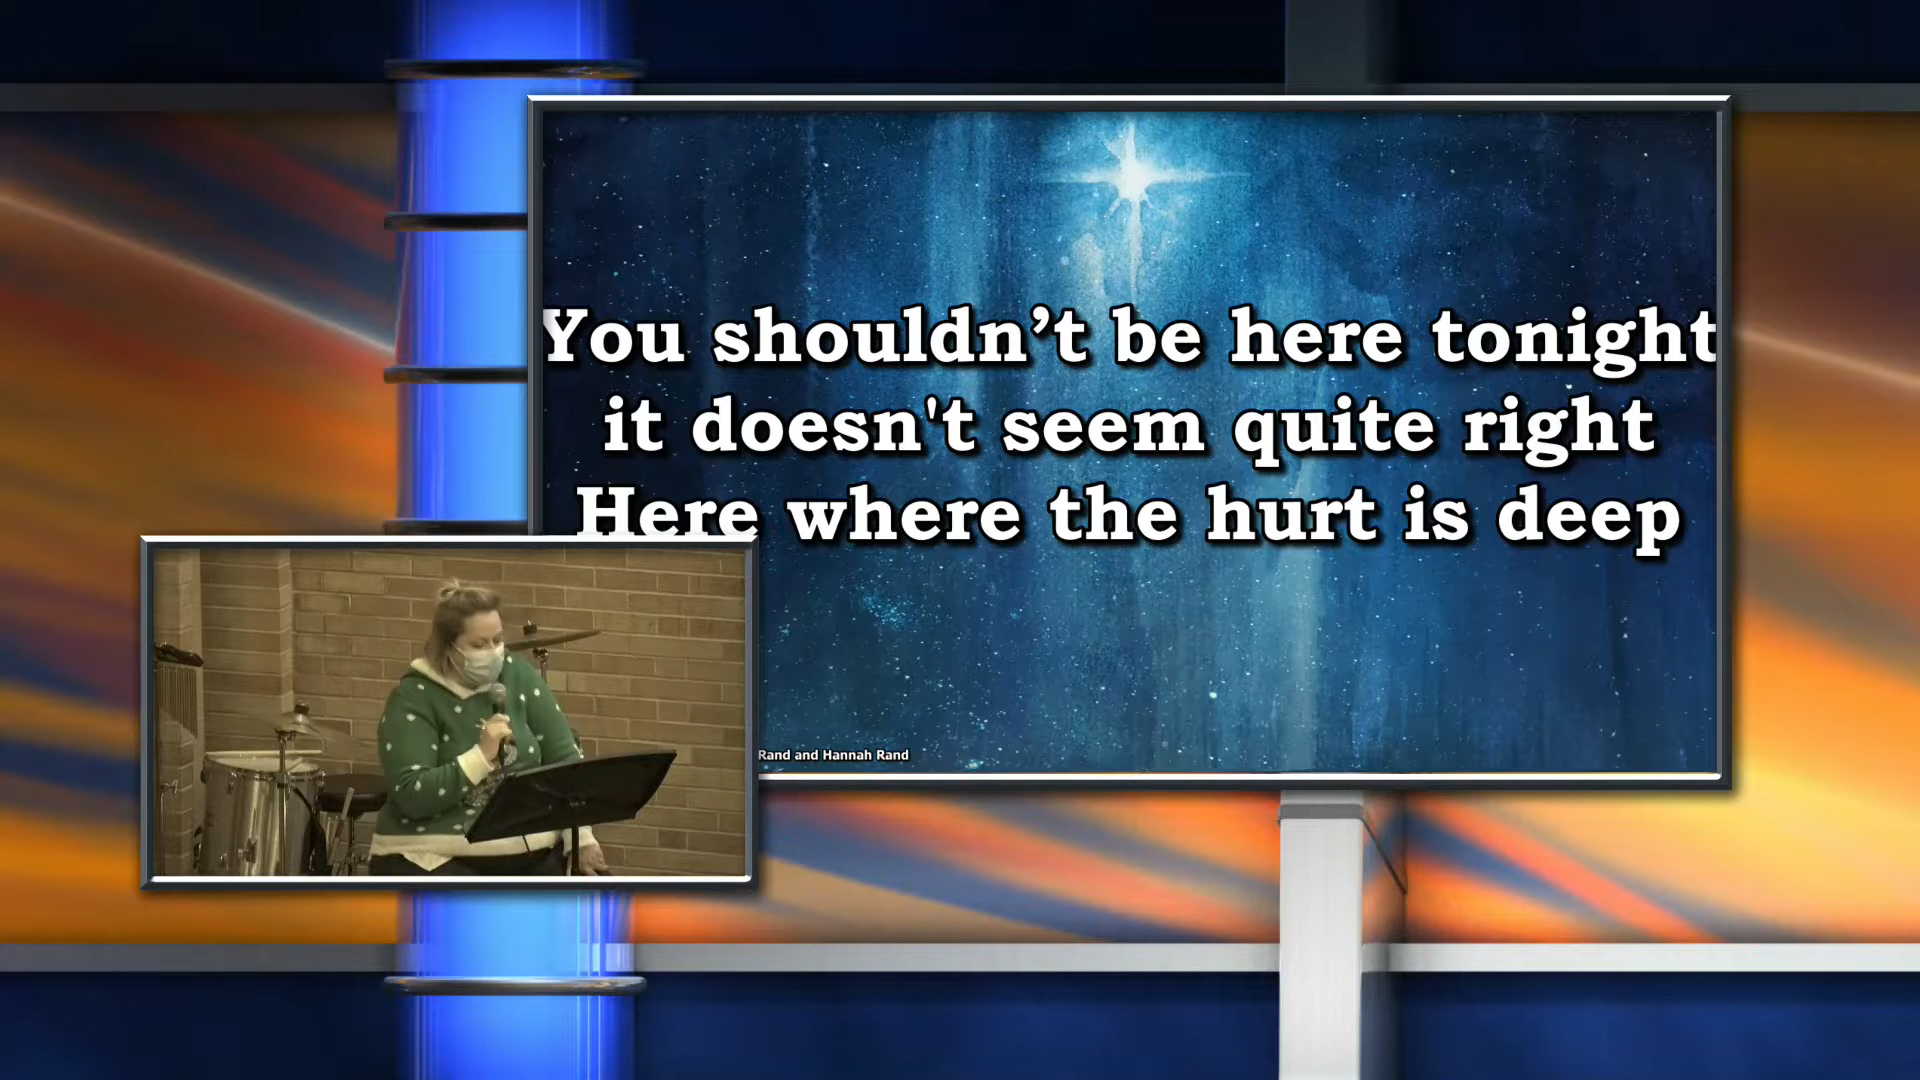 You shouldn’t be here tonight
it doesn't seem quite right
Here where the hurt is deep
Rand and Hannah Rand